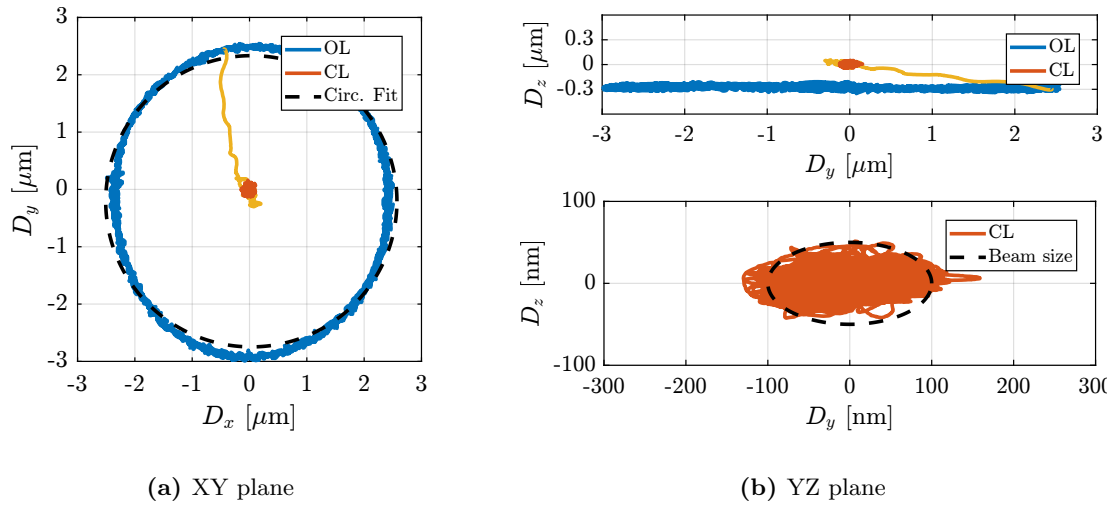 3
2
1
0
-1
-2
-3
D_y [μm]
-3 -2 -1 0 1 2 3
D_x [μm]
OL
CL
Circ. Fit
(a) XY plane
0.3
0
-0.3
D_z [μm]
-3 -2 -1 0 1 2 3
D_y [μm]
OL
CL
100
0
-100
D_z [nm]
-300 -200 -100 0 100 200 300
D_y [nm]
CL
Beam size
(b) YZ plane